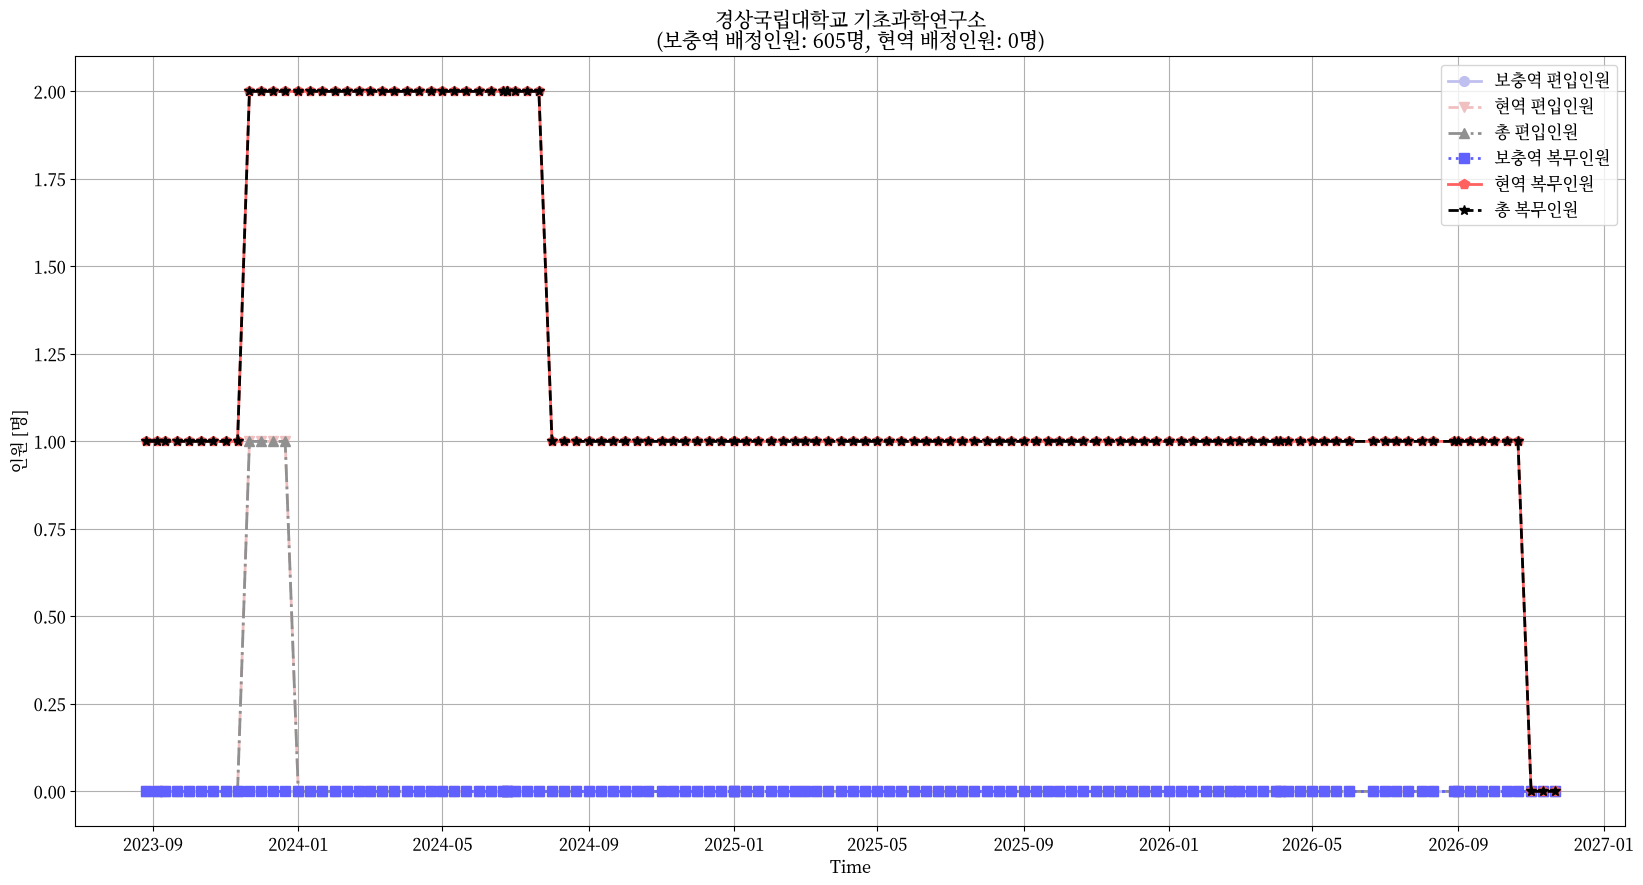 경상국립대학교 기초과학연구소
(보충역 배정인원: 605명, 현역 배정인원: 0명)
보충역 편입인원
현역 편입인원
총 편입인원
보충역 복무인원
현역 복무인원
총 복무인원
인원 [명]
2.00
1.75
1.50
1.25
1.00
0.75
0.50
0.25
0.00
2023-09
2024-01
2024-05
2024-09
2025-01
2025-05
2025-09
2026-01
2026-05
2026-09
2027-01
Time